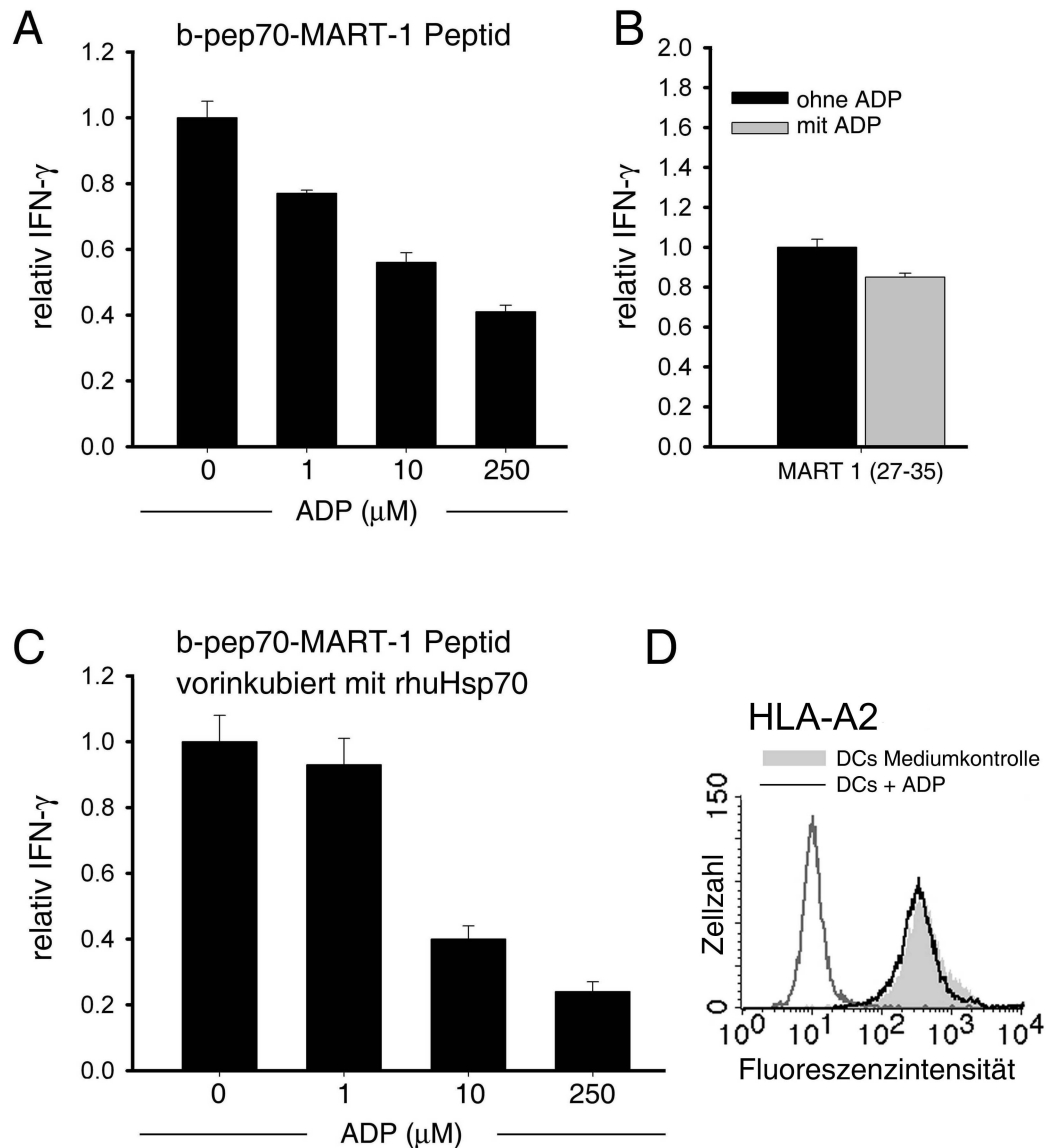 A
b-pep70-MART-1 Peptid
relativ IFN-γ
1.2
1.0
0.8
0.6
0.4
0.2
0.0
0 1 10 250
ADP (μM)
B
relativ IFN-γ
2.0
1.8
1.6
1.4
1.2
1.0
0.8
0.6
0.4
0.2
0.0
ohne ADP
mit ADP
MART 1 (27-35)
C
b-pep70-MART-1 Peptid
vorinkubiert mit rhuHsp70
relativ IFN-γ
1.2
1.0
0.8
0.6
0.4
0.2
0.0
0 1 10 250
ADP (μM)
D
HLA-A2
DCs Mediumkontrolle
DCs + ADP
Zellzahl
150
0
10⁰ 10¹ 10² 10³ 10⁴
Fluoreszenzintensität